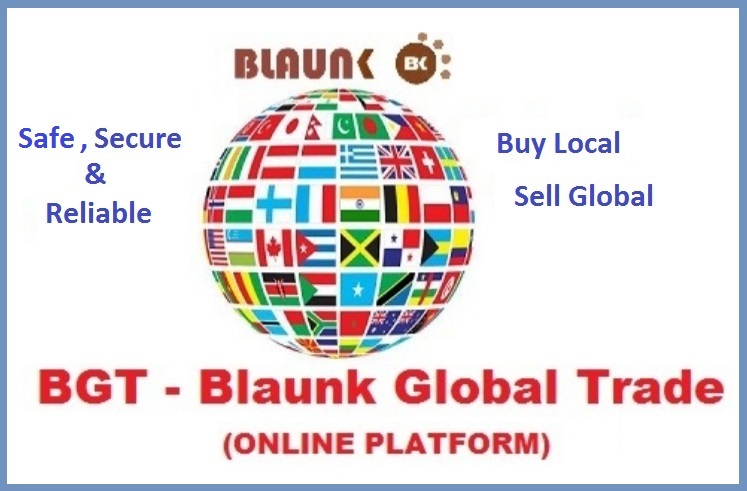 BLAUNK BK
Safe , Secure
&
Reliable
Buy Local
Sell Global
BGT - Blaunk Global Trade
(ONLINE PLATFORM)